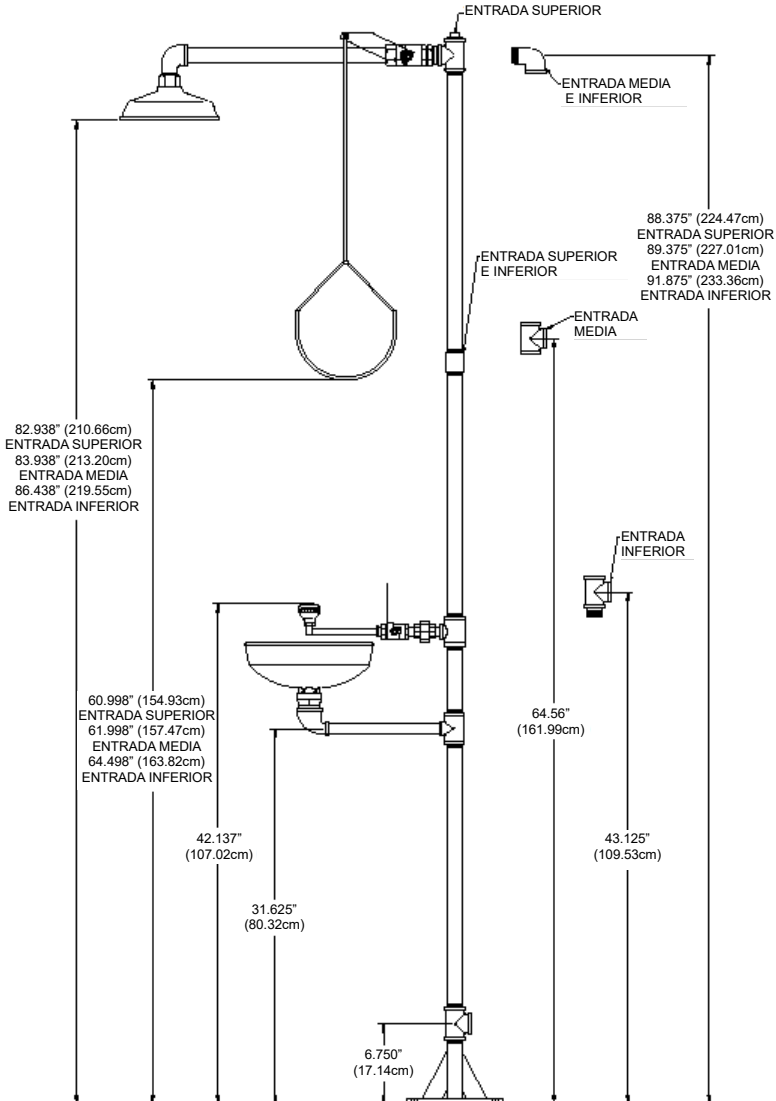 ENTRADA SUPERIOR
ENTRADA MEDIA
E INFERIOR
88.375” (224.47cm)
ENTRADA SUPERIOR
89.375” (227.01cm)
ENTRADA MEDIA
91.875” (233.36cm)
ENTRADA INFERIOR
ENTRADA SUPERIOR
E INFERIOR
ENTRADA
MEDIA
82.938” (210.66cm)
ENTRADA SUPERIOR
83.938” (213.20cm)
ENTRADA MEDIA
86.438” (219.55cm)
ENTRADA INFERIOR
ENTRADA
INFERIOR
60.998” (154.93cm)
ENTRADA SUPERIOR
61.998” (157.47cm)
ENTRADA MEDIA
64.498” (163.82cm)
ENTRADA INFERIOR
64.56”
(161.99cm)
42.137”
(107.02cm)
43.125”
(109.53cm)
31.625”
(80.32cm)
6.750”
(17.14cm)